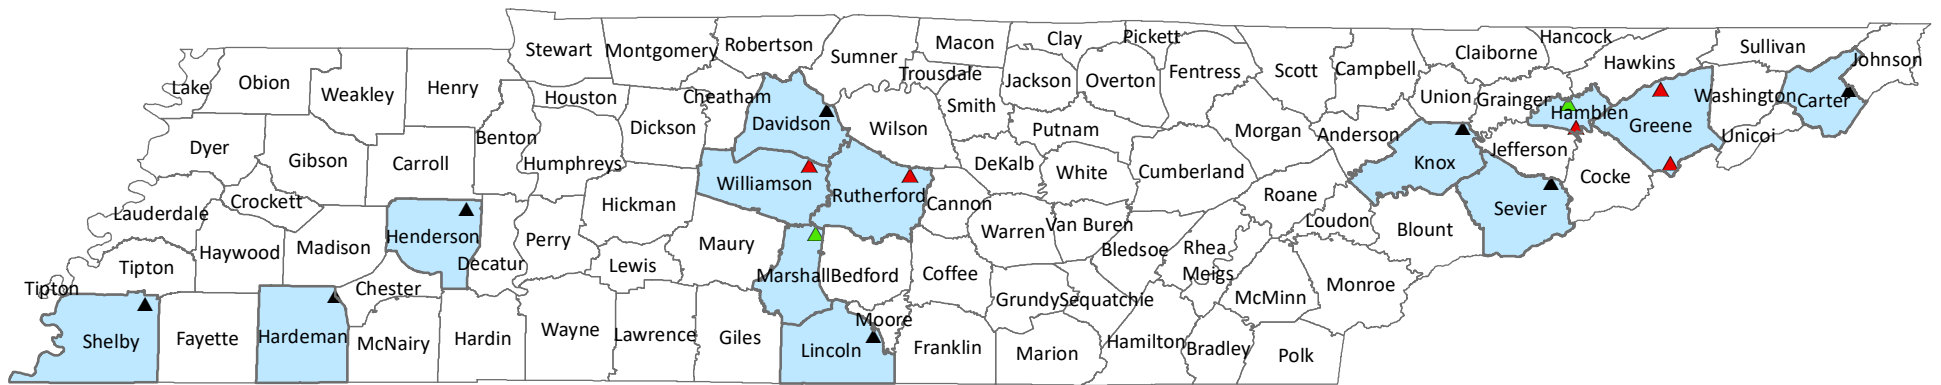 Stewart
Montgomery
Robertson
Sumner
Macon
Clay
Pickett
Claiborne
Hancock
Hawkins
Sullivan
Johnson
Lake
Obion
Weakley
Henry
Houston
Cheatham
Trousdale
Jackson
Overton
Fentress
Scott
Campbell
Union
Grainger
Hamblen
Washington
Carter
Smith
Dickson
Davidson
Wilson
Putnam
Morgan
Anderson
Greene
Unicoi
Benton
Dyer
Gibson
Carroll
Humphreys
DeKalb
White
Cumberland
Knox
Jefferson
Cocke
Williamson
Rutherford
Cannon
Roane
Loudon
Sevier
Lauderdale
Crockett
Hickman
Henderson
Haywood
Madison
Perry
Maury
Warren
Van Buren
Bledsoe
Rhea
Meigs
Blount
Tipton
Decatur
Lewis
Marshall
Bedford
Coffee
Tipton
Chester
Grundy
Sequatchie
McMinn
Monroe
Moore
Shelby
Fayette
Hardeman
McNairy
Hardin
Wayne
Lawrence
Giles
Lincoln
Franklin
Marion
Hamilton
Bradley
Polk